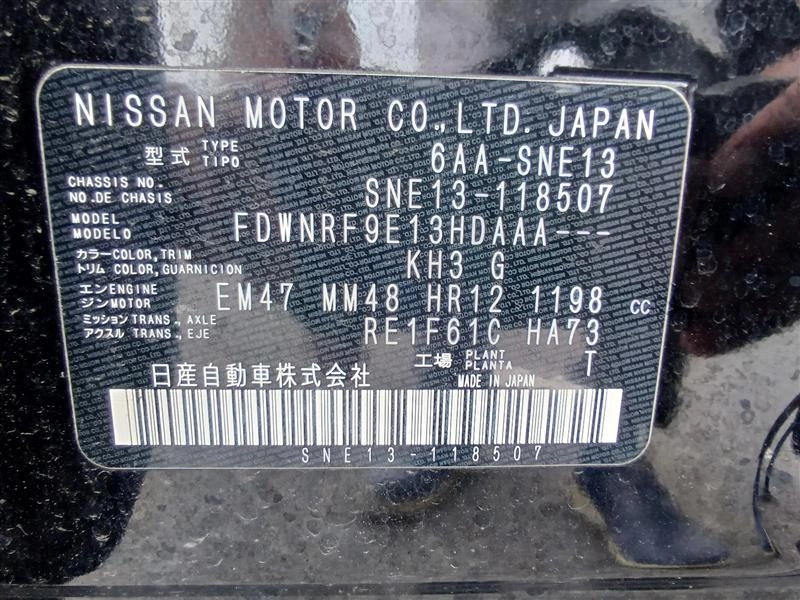 NISSAN MOTOR CO.,LTD. JAPAN
型式 TYPE TIPO 6AA-SNE13
CHASSIS NO. NO.DE CHASIS SNE13-118507
MODEL MODELO FDWNRF9E13HDAAA---
カラー COLOR,TRIM トリム COLOR,GUARNICION KH3 G
エンジン ENGINE MOTOR EM47 MM48 HR12 1198 CC
ミッション TRANS.,AXLE アクスル TRANS.,EJE RE1F61C HA73
工場 PLANT PLANTA T
日産自動車株式会社 MADE IN JAPAN
SNE13-118507